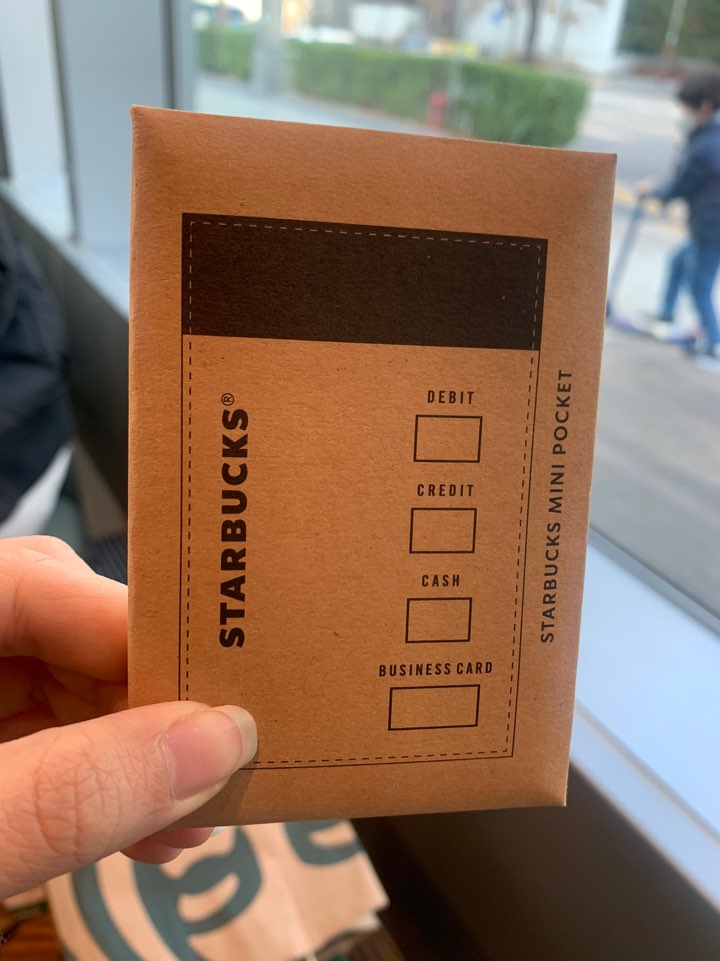 STARBUCKS®
DEBIT
CREDIT
CASH
BUSINESS CARD
STARBUCKS MINI POCKET